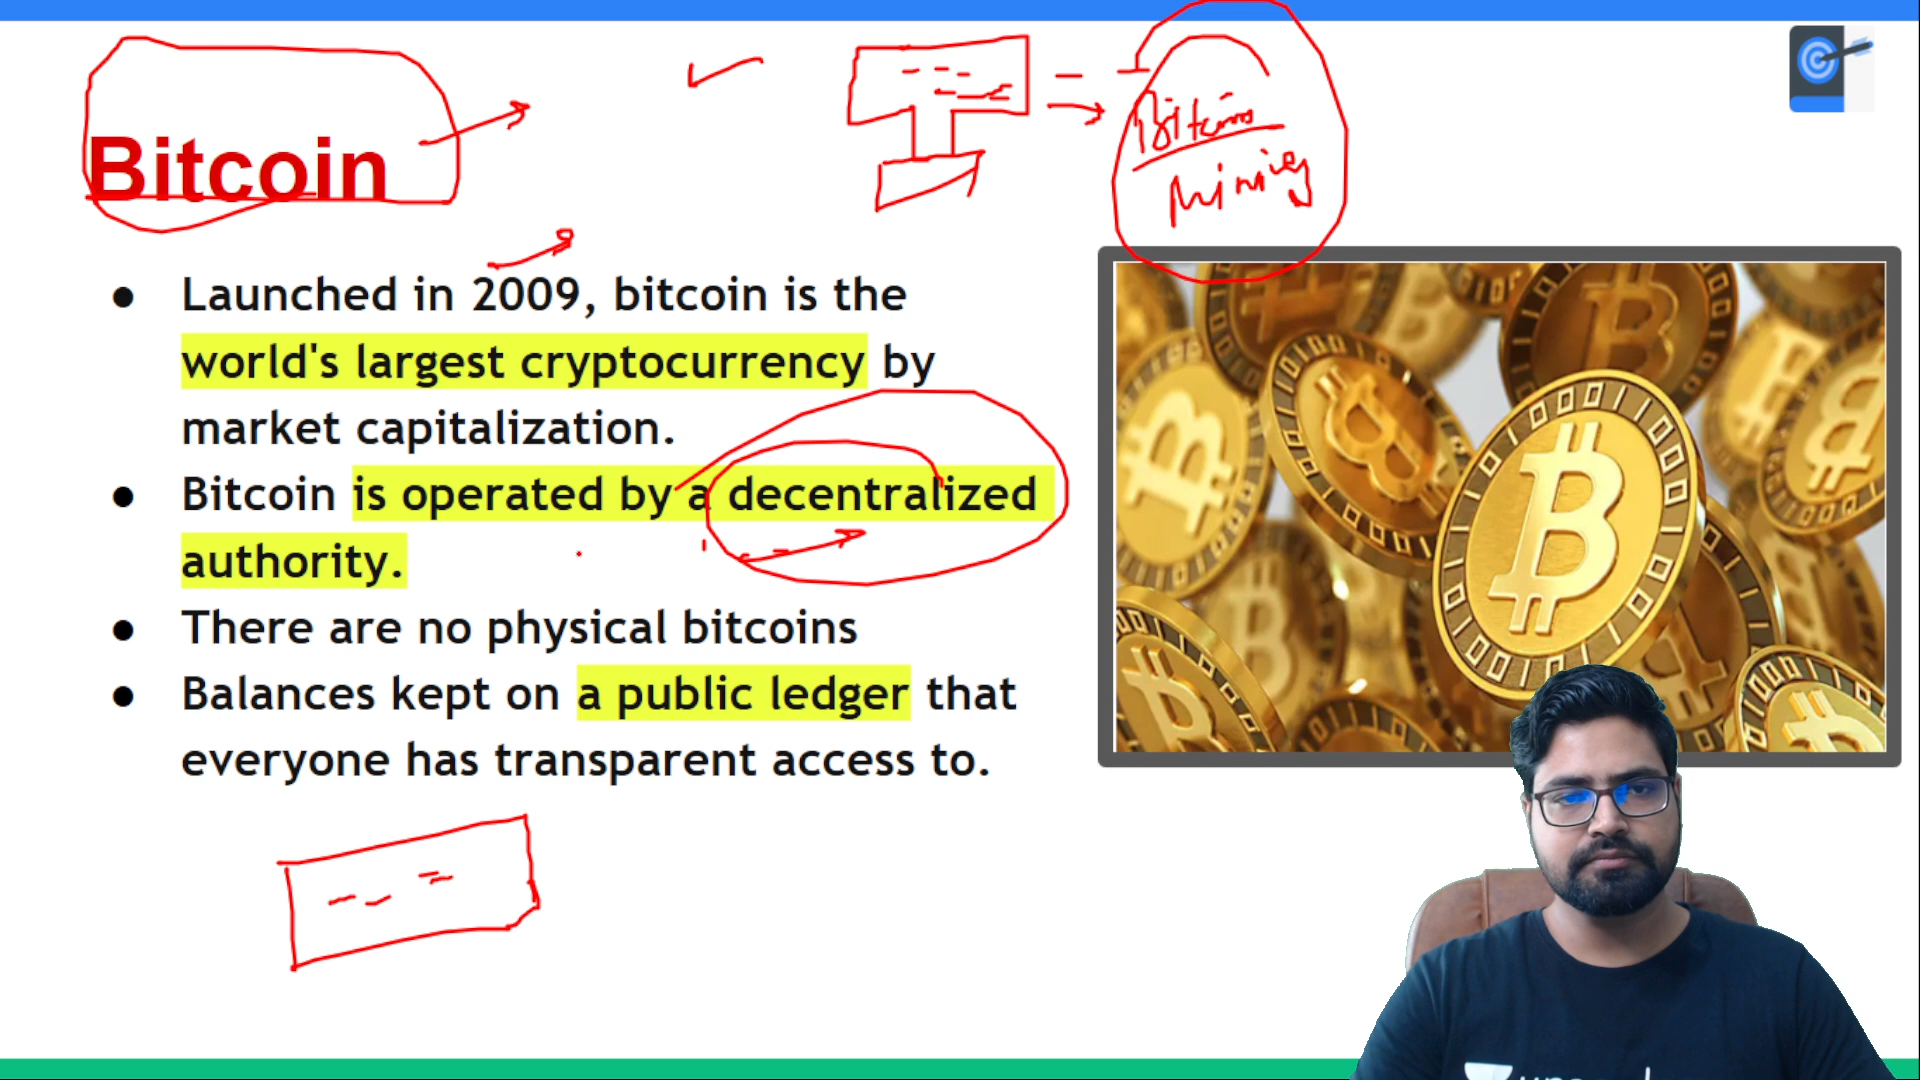 Bitcoin
Bitcoins
Mining
● Launched in 2009, bitcoin is the
world's largest cryptocurrency by
market capitalization.
● Bitcoin is operated by a decentralized
authority.
● There are no physical bitcoins
● Balances kept on a public ledger that
everyone has transparent access to.